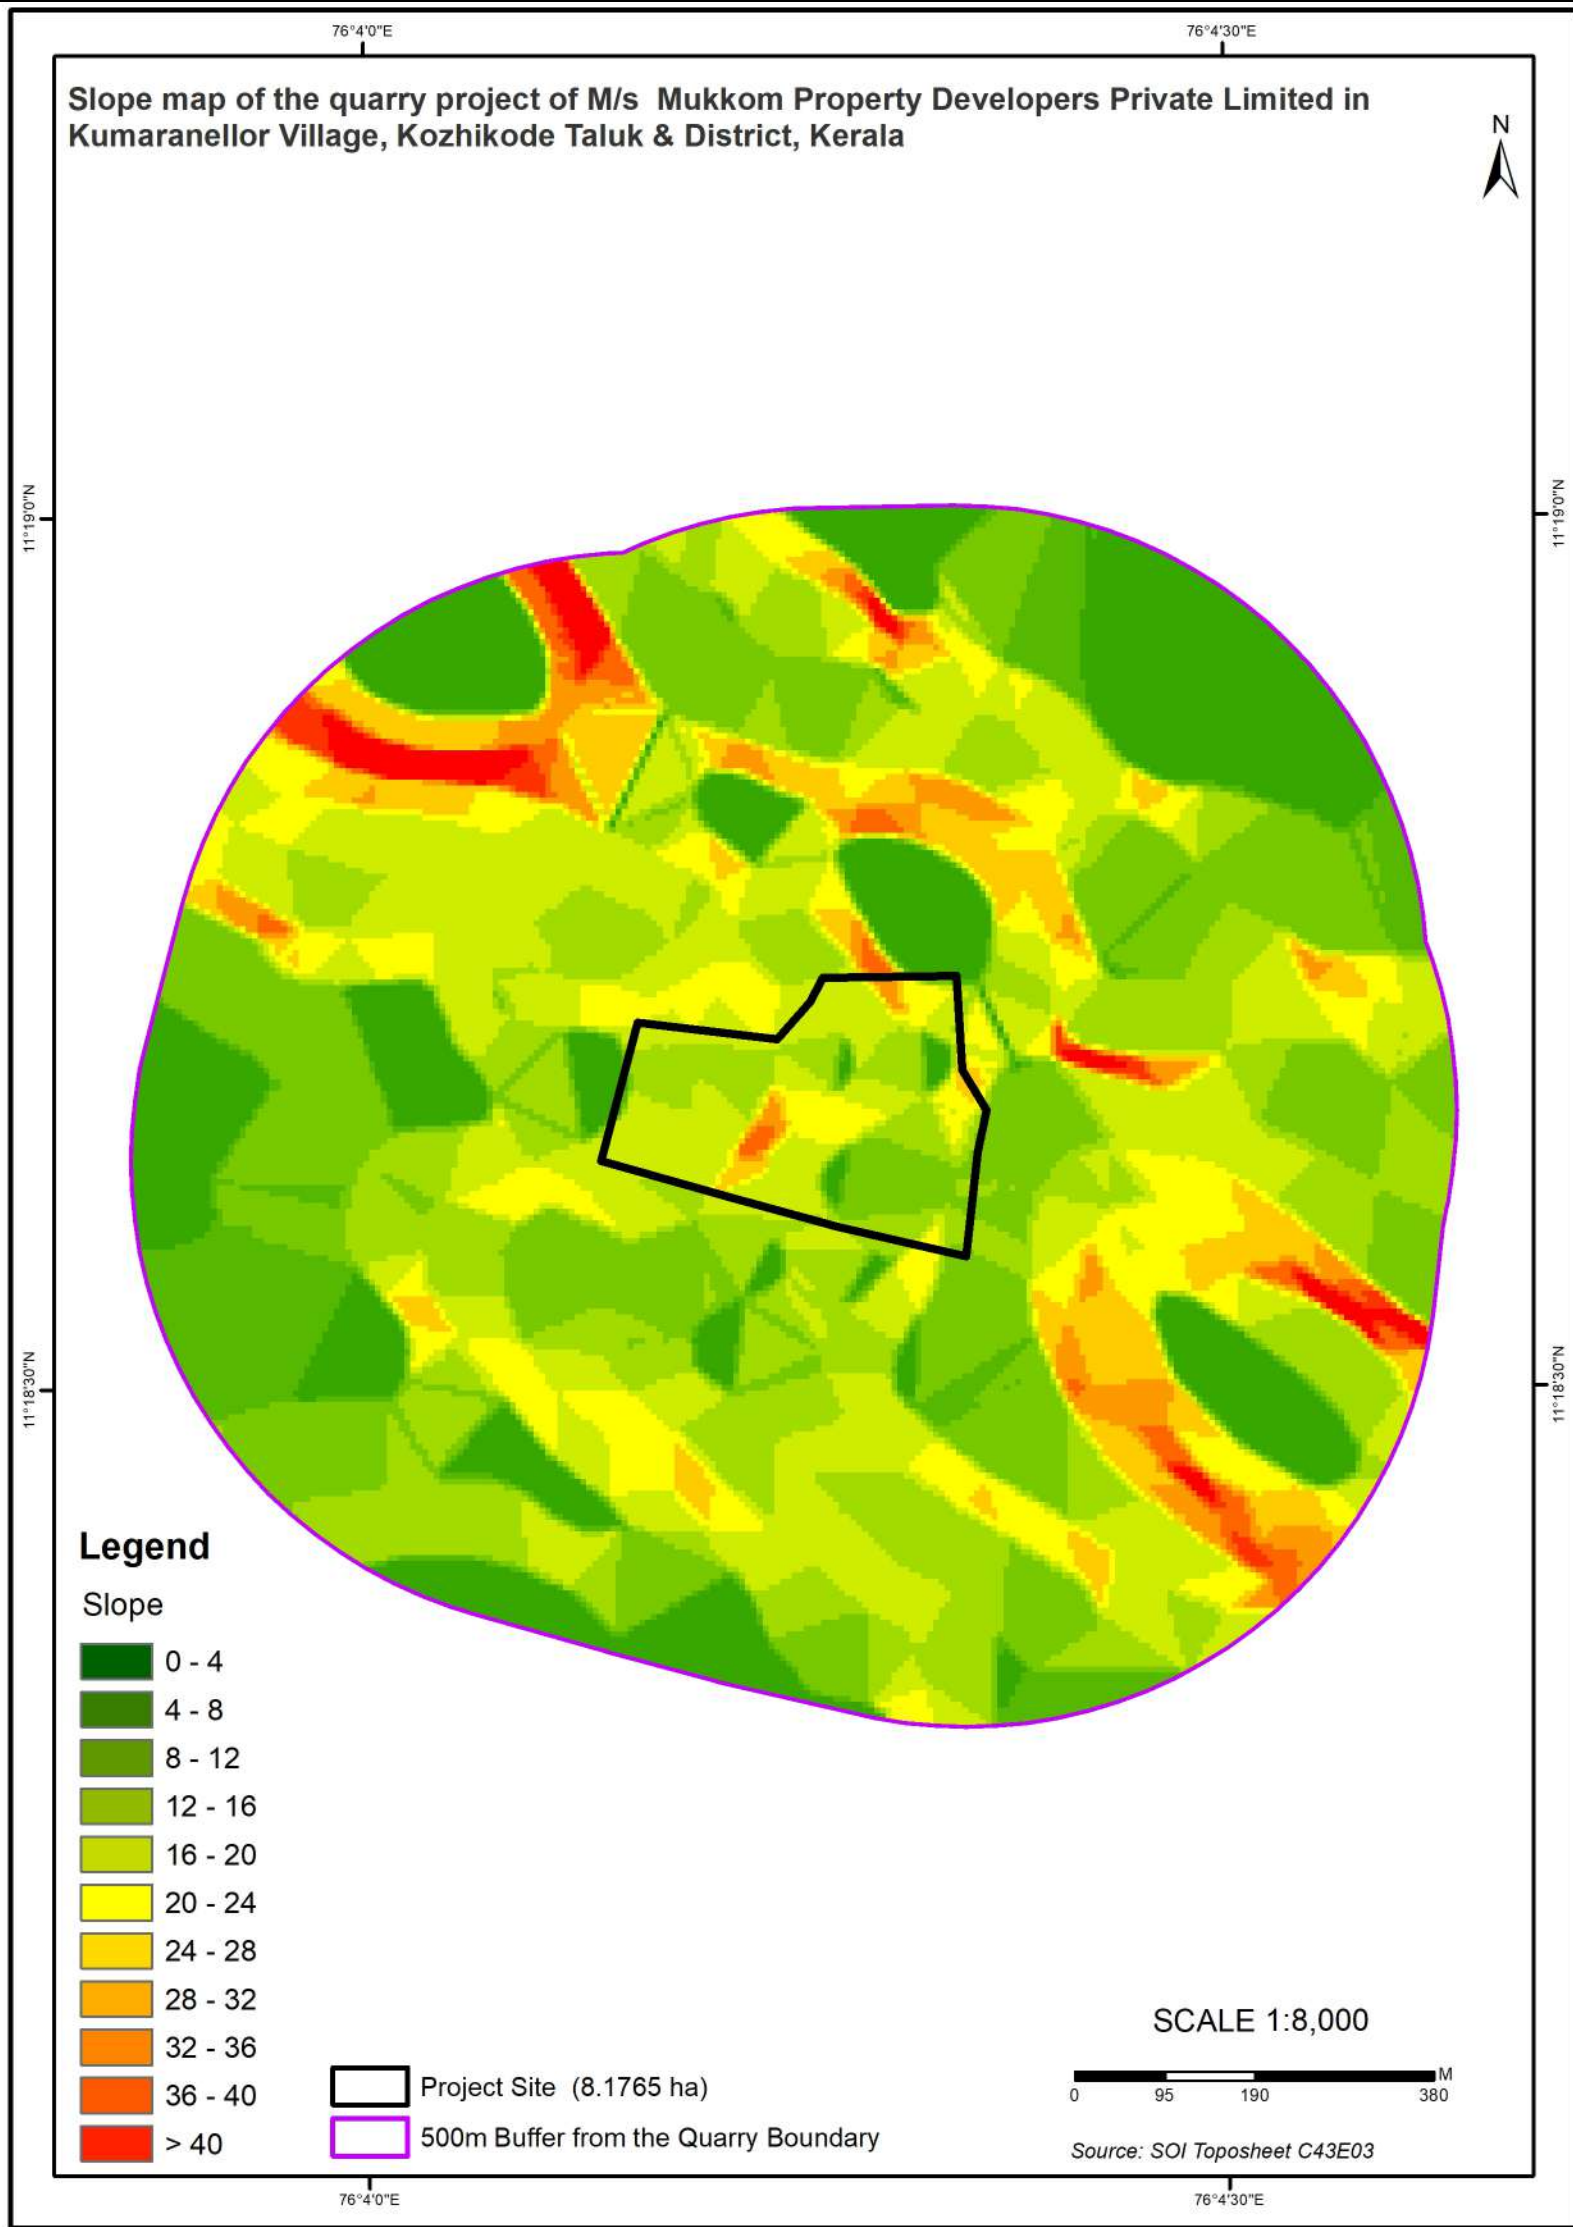 76°4'0"E
76°4'30"E
Slope map of the quarry project of M/s Mukkom Property Developers Private Limited in
Kumaranellor Village, Kozhikode Taluk & District, Kerala
N
11°19'0"N
11°19'0"N
11°18'30"N
11°18'30"N
Legend
Slope
0 - 4
4 - 8
8 - 12
12 - 16
16 - 20
20 - 24
24 - 28
28 - 32
32 - 36
36 - 40
> 40
Project Site (8.1765 ha)
500m Buffer from the Quarry Boundary
SCALE 1:8,000
M
0 95 190 380
Source: SOI Toposheet C43E03
76°4'0"E
76°4'30"E